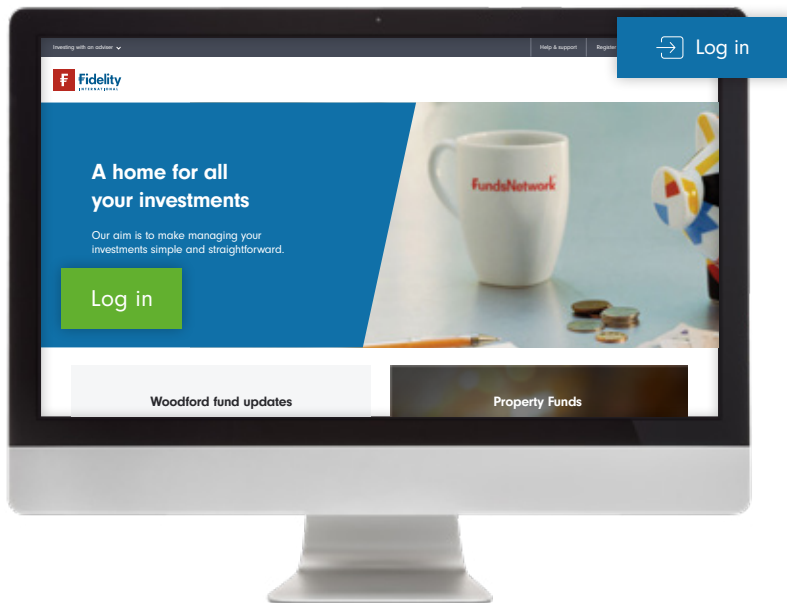 Investing with an adviser
Help & support
Register
Log in
F Fidelity
INTERNATIONAL
A home for all
your investments
Our aim is to make managing your
investments simple and straightforward.
Log in
FundsNetwork
Woodford fund updates
Property Funds